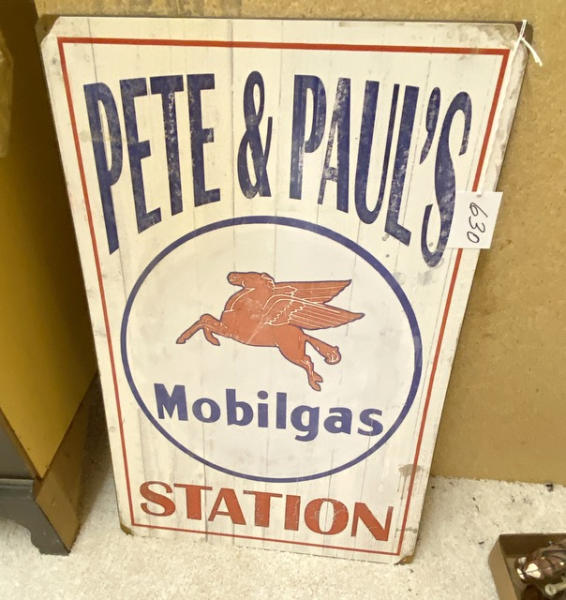 PETE & PAUL'S
630
Mobilgas
STATION